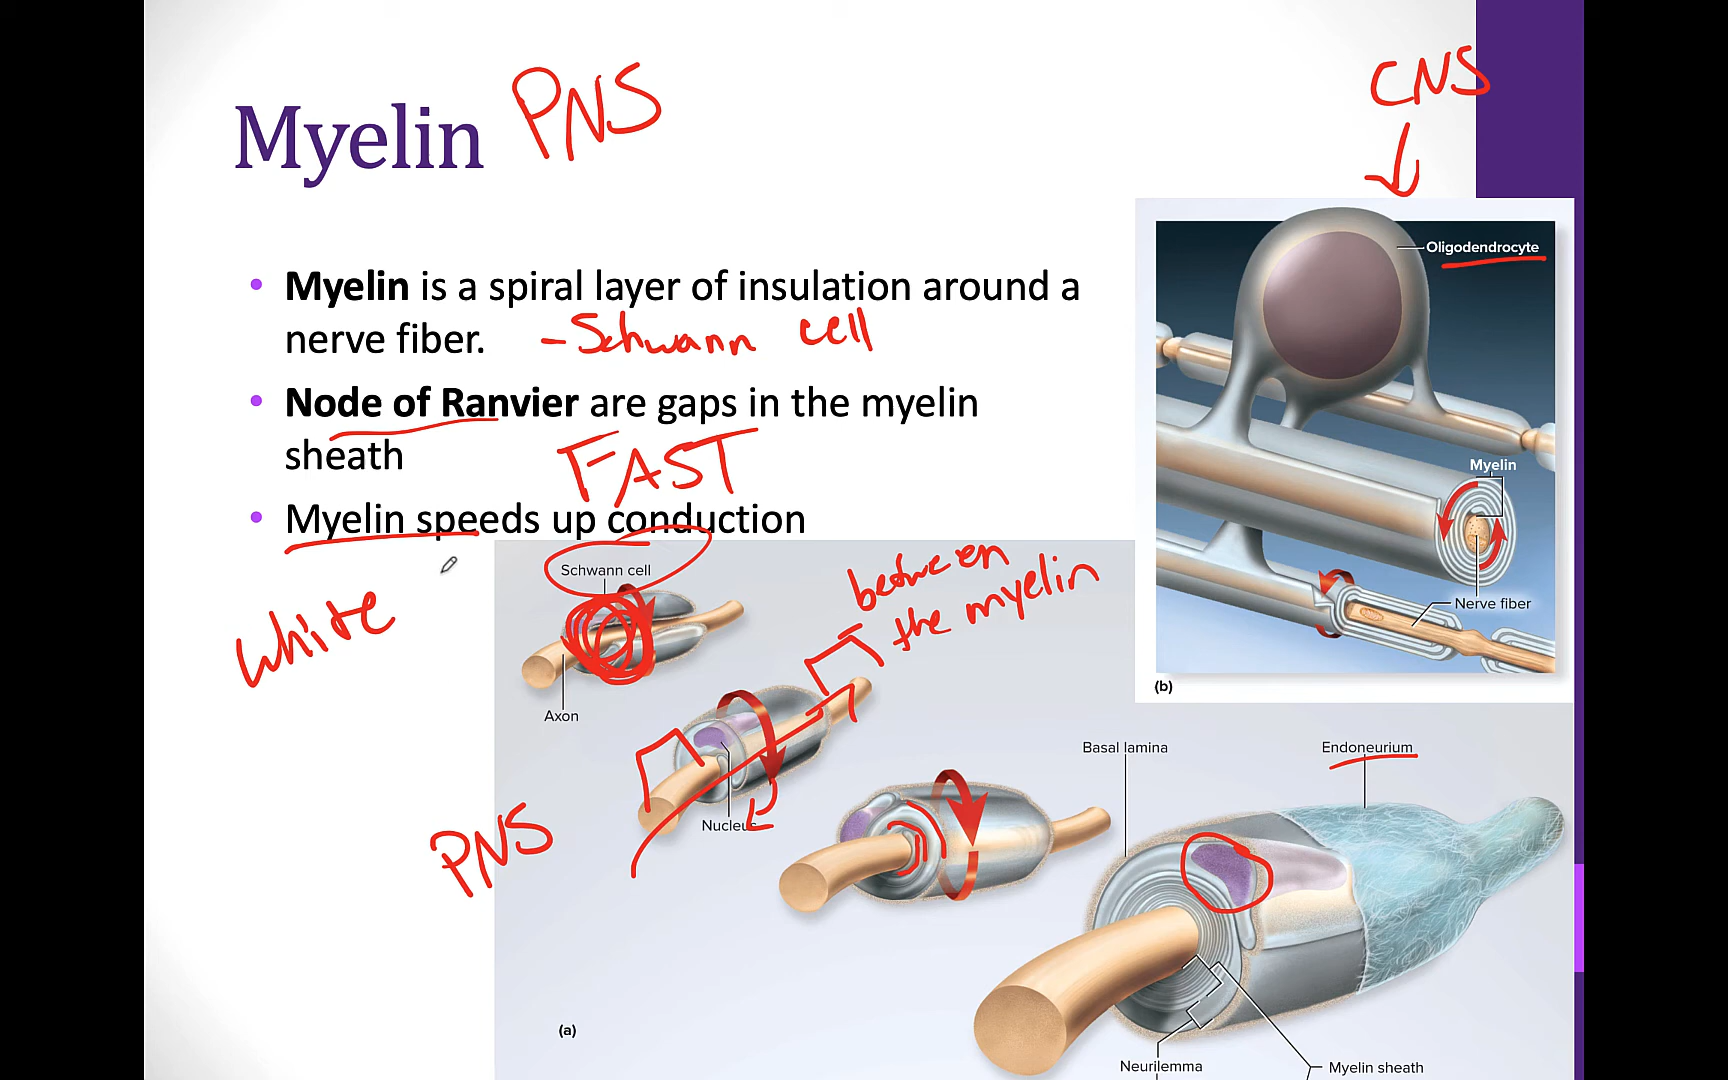 Myelin PNS
CNS
• Myelin is a spiral layer of insulation around a
nerve fiber. - Schwann cell
• Node of Ranvier are gaps in the myelin
sheath
FAST
• Myelin speeds up conduction
white
Oligodendrocyte
Myelin
Nerve fiber
(b)
Schwann cell
between
the myelin
Axon
Nucleus
PNS
Basal lamina
Endoneurium
(a)
Neurilemma
Myelin sheath